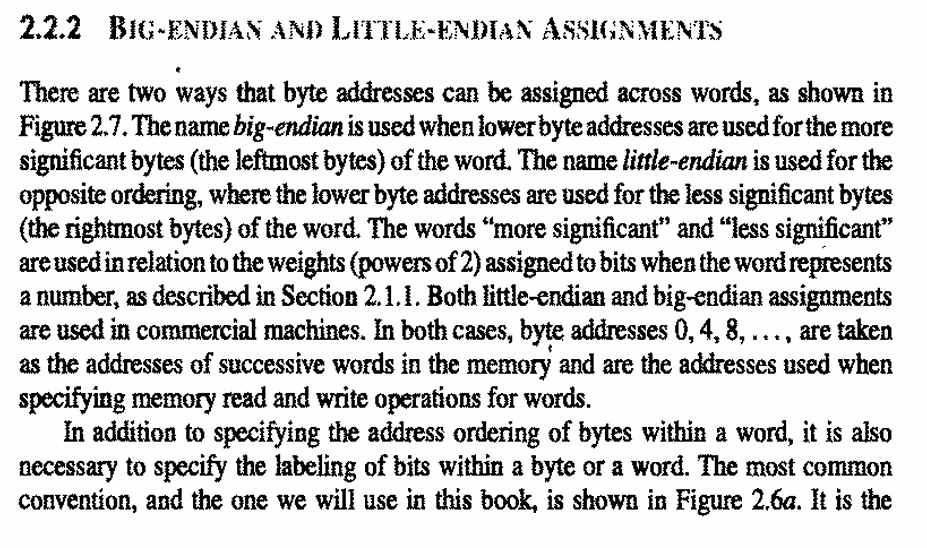 2.2.2 BIG-ENDIAN AND LITTLE-ENDIAN ASSIGNMENTS
There are two ways that byte addresses can be assigned across words, as shown in
Figure 2.7. The name big-endian is used when lower byte addresses are used for the more
significant bytes (the leftmost bytes) of the word. The name little-endian is used for the
opposite ordering, where the lower byte addresses are used for the less significant bytes
(the rightmost bytes) of the word. The words “more significant” and “less significant”
are used in relation to the weights (powers of 2) assigned to bits when the word represents
a number, as described in Section 2.1.1. Both little-endian and big-endian assignments
are used in commercial machines. In both cases, byte addresses 0, 4, 8, . . . , are taken
as the addresses of successive words in the memory and are the addresses used when
specifying memory read and write operations for words.
In addition to specifying the address ordering of bytes within a word, it is also
necessary to specify the labeling of bits within a byte or a word. The most common
convention, and the one we will use in this book, is shown in Figure 2.6a. It is the